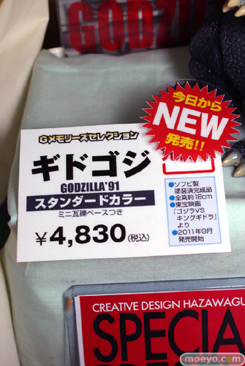 今日から
NEW
発売!!
Gメモリーズセレクション
ギドゴジ
GODZILLA'91
スタンダードカラー
ミニ瓦礫ベースつき
¥4,830(税込)
●ソフビ製
塗装済完成品
●全高約18cm
●東宝映画
「ゴジラVS
キングギドラ」
より
●2011年9月
発売開始
CREATIVE DESIGN HAZAWAGU
SPECIA
moeyo.com